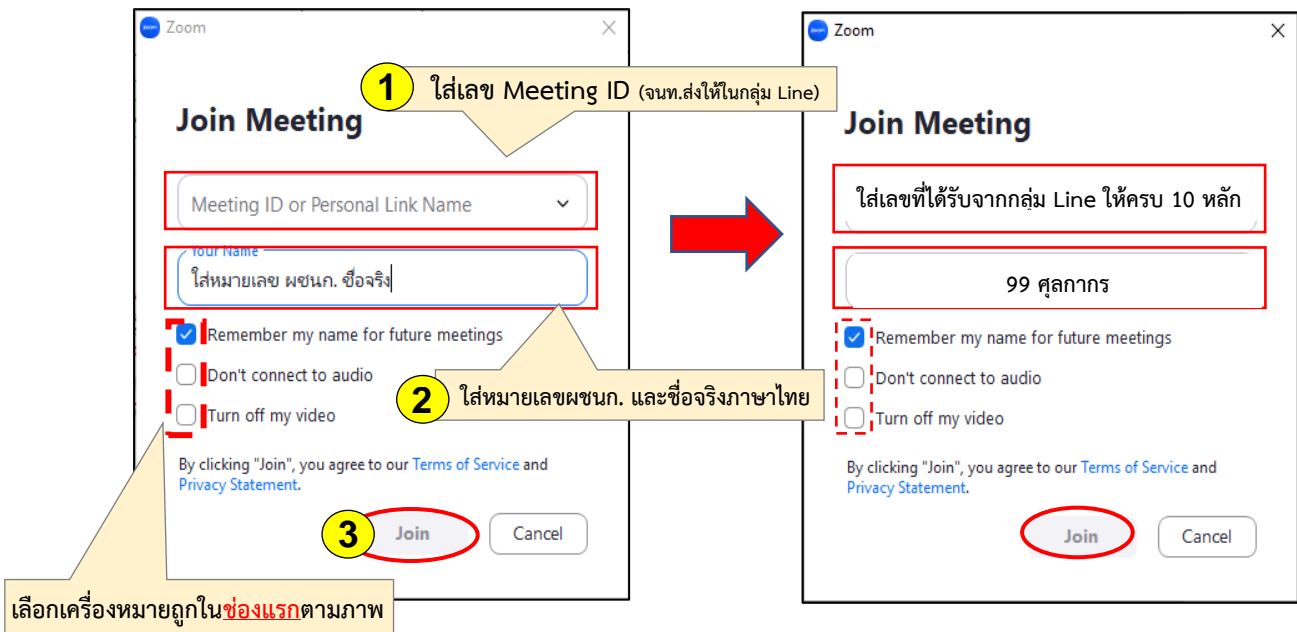 Zoom
1 ใส่เลข Meeting ID (จนท.ส่งให้ในกลุ่ม Line)
Join Meeting
Meeting ID or Personal Link Name
Your Name
ใส่หมายเลข ผชนก. ชื่อจริง
Remember my name for future meetings
Don't connect to audio
Turn off my video
2 ใส่หมายเลขผชนก. และชื่อจริงภาษาไทย
By clicking "Join", you agree to our Terms of Service and
Privacy Statement.
3 Join Cancel
เลือกเครื่องหมายถูกในช่องแรกตามภาพ
Zoom
Join Meeting
ใส่เลขที่ได้รับจากกลุ่ม Line ให้ครบ 10 หลัก
99 ศุลกากร
Remember my name for future meetings
Don't connect to audio
Turn off my video
By clicking "Join", you agree to our Terms of Service and
Privacy Statement.
Join Cancel